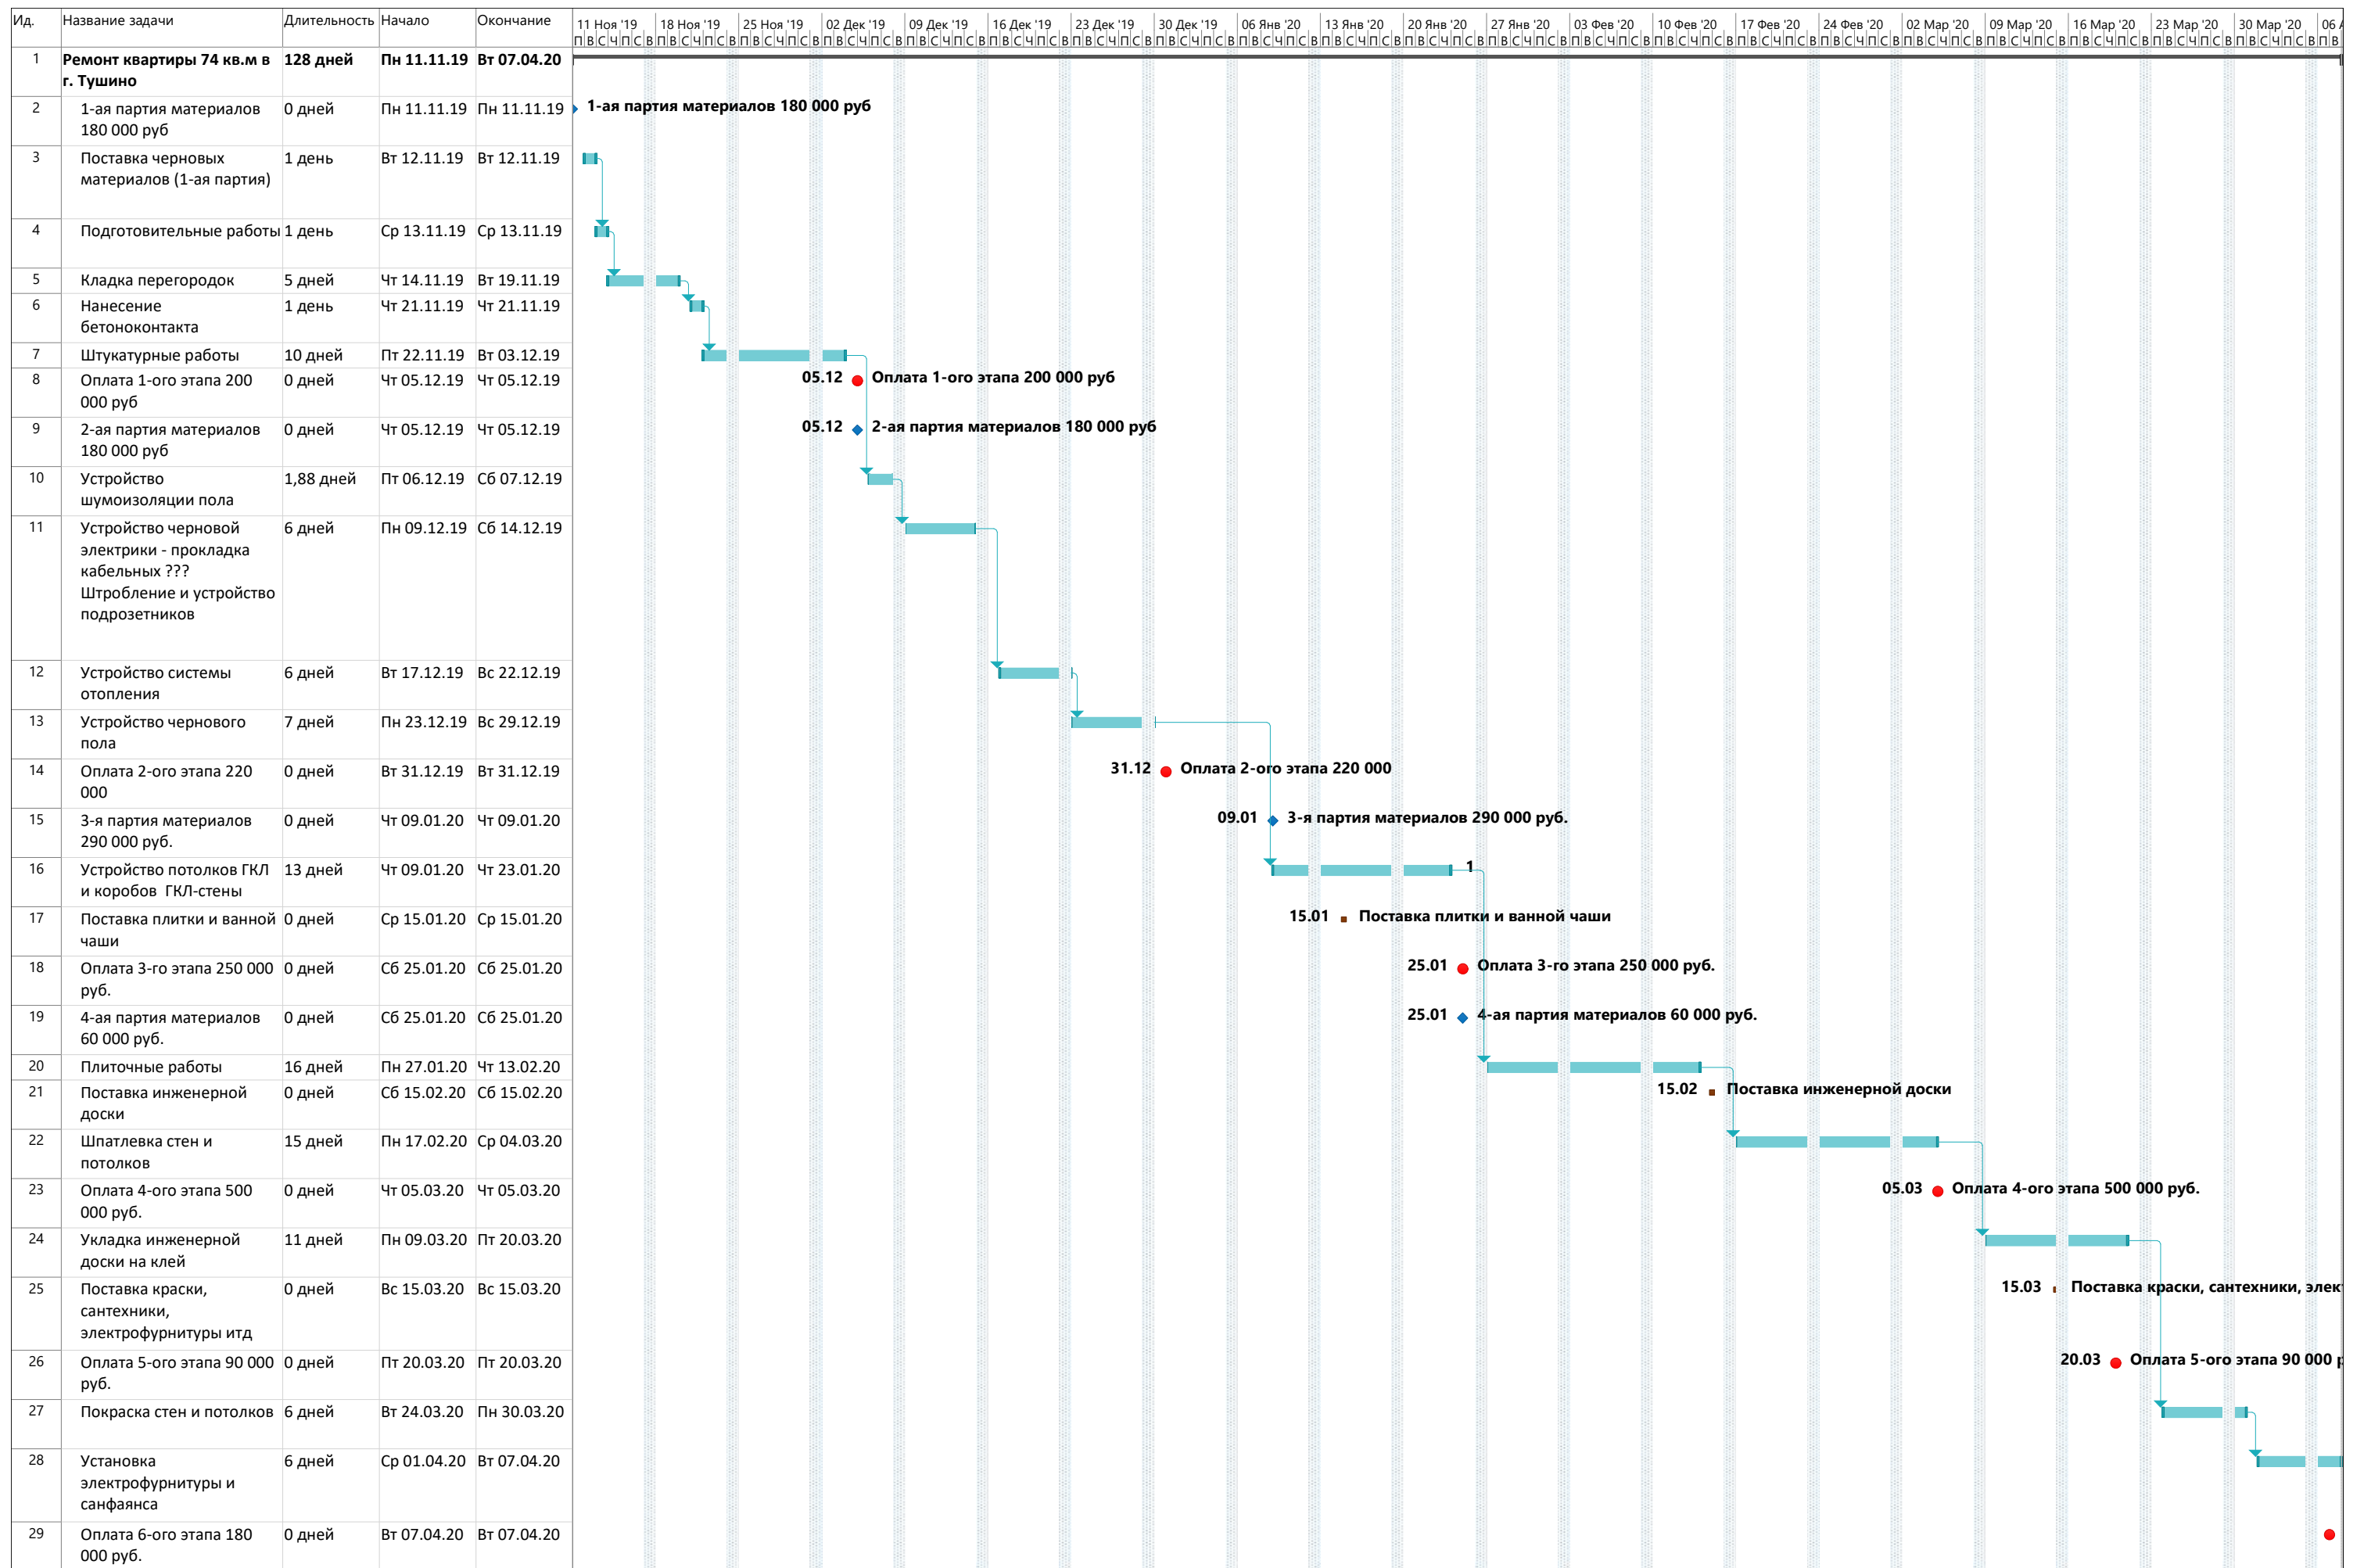 Ид. Название задачи Длительность Начало Окончание 11 Ноя '19 18 Ноя '19 25 Ноя '19 02 Дек '19 09 Дек '19 16 Дек '19 23 Дек '19 30 Дек '19 06 Янв '20 13 Янв '20 20 Янв '20 27 Янв '20 03 Фев '20 10 Фев '20 17 Фев '20 24 Фев '20 02 Мар '20 09 Мар '20 16 Мар '20 23 Мар '20 30 Мар '20 06 А
П В С Ч П С В П В С Ч П С В П В С Ч П С В П В С Ч П С В П В С Ч П С В П В С Ч П С В П В С Ч П С В П В С Ч П С В П В С Ч П С В П В С Ч П С В П В С Ч П С В П В С Ч П С В П В С Ч П С В П В С Ч П С В П В С Ч П С В П В С Ч П С В П В С Ч П С В П В С Ч П С В П В С Ч П С В П В С Ч П С В П В С Ч П С В П В
1 Ремонт квартиры 74 кв.м в 128 дней Пн 11.11.19 Вт 07.04.20
г. Тушино
2 1-ая партия материалов 0 дней Пн 11.11.19 Пн 11.11.19 1-ая партия материалов 180 000 руб
180 000 руб
3 Поставка черновых 1 день Вт 12.11.19 Вт 12.11.19
материалов (1-ая партия)
4 Подготовительные работы 1 день Ср 13.11.19 Ср 13.11.19
5 Кладка перегородок 5 дней Чт 14.11.19 Вт 19.11.19
6 Нанесение 1 день Чт 21.11.19 Чт 21.11.19
бетоноконтакта
7 Штукатурные работы 10 дней Пт 22.11.19 Вт 03.12.19
8 Оплата 1-ого этапа 200 0 дней Чт 05.12.19 Чт 05.12.19 05.12 Оплата 1-ого этапа 200 000 руб
000 руб
9 2-ая партия материалов 0 дней Чт 05.12.19 Чт 05.12.19 05.12 2-ая партия материалов 180 000 руб
180 000 руб
10 Устройство 1,88 дней Пт 06.12.19 Сб 07.12.19
шумоизоляции пола
11 Устройство черновой 6 дней Пн 09.12.19 Сб 14.12.19
электрики - прокладка
кабельных ???
Штробление и устройство
подрозетников
12 Устройство системы 6 дней Вт 17.12.19 Вс 22.12.19
отопления
13 Устройство чернового 7 дней Пн 23.12.19 Вс 29.12.19
пола
14 Оплата 2-ого этапа 220 0 дней Вт 31.12.19 Вт 31.12.19 31.12 Оплата 2-ого этапа 220 000
000
15 3-я партия материалов 0 дней Чт 09.01.20 Чт 09.01.20 09.01 3-я партия материалов 290 000 руб.
290 000 руб.
16 Устройство потолков ГКЛ 13 дней Чт 09.01.20 Чт 23.01.20 1
и коробов ГКЛ-стены
17 Поставка плитки и ванной 0 дней Ср 15.01.20 Ср 15.01.20 15.01 Поставка плитки и ванной чаши
чаши
18 Оплата 3-го этапа 250 000 0 дней Сб 25.01.20 Сб 25.01.20 25.01 Оплата 3-го этапа 250 000 руб.
руб.
19 4-ая партия материалов 0 дней Сб 25.01.20 Сб 25.01.20 25.01 4-ая партия материалов 60 000 руб.
60 000 руб.
20 Плиточные работы 16 дней Пн 27.01.20 Чт 13.02.20
21 Поставка инженерной 0 дней Сб 15.02.20 Сб 15.02.20 15.02 Поставка инженерной доски
доски
22 Шпатлевка стен и 15 дней Пн 17.02.20 Ср 04.03.20
потолков
23 Оплата 4-ого этапа 500 0 дней Чт 05.03.20 Чт 05.03.20 05.03 Оплата 4-ого этапа 500 000 руб.
000 руб.
24 Укладка инженерной 11 дней Пн 09.03.20 Пт 20.03.20
доски на клей
25 Поставка краски, 0 дней Вс 15.03.20 Вс 15.03.20 15.03 Поставка краски, сантехники, элек
сантехники,
электрофурнитуры итд
26 Оплата 5-ого этапа 90 000 0 дней Пт 20.03.20 Пт 20.03.20 20.03 Оплата 5-ого этапа 90 000 р
руб.
27 Покраска стен и потолков 6 дней Вт 24.03.20 Пн 30.03.20
28 Установка 6 дней Ср 01.04.20 Вт 07.04.20
электрофурнитуры и
санфаянса
29 Оплата 6-ого этапа 180 0 дней Вт 07.04.20 Вт 07.04.20
000 руб.